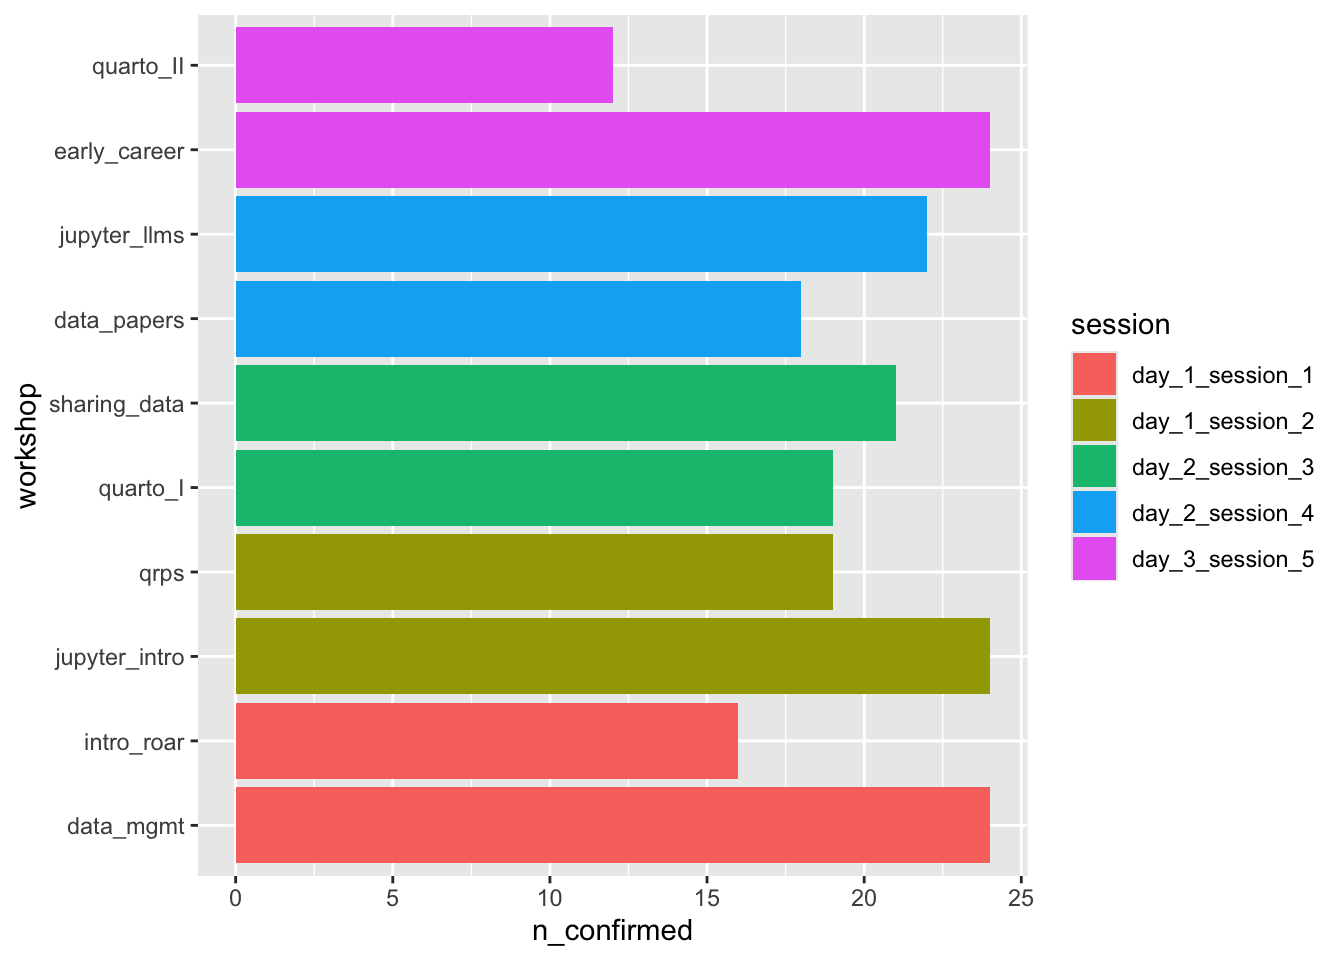 quarto_II
early_career
jupyter_llms
data_papers
sharing_data
quarto_I
qrps
jupyter_intro
intro_roar
data_mgmt
workshop
0 5 10 15 20 25
n_confirmed
session
day_1_session_1
day_1_session_2
day_2_session_3
day_2_session_4
day_3_session_5